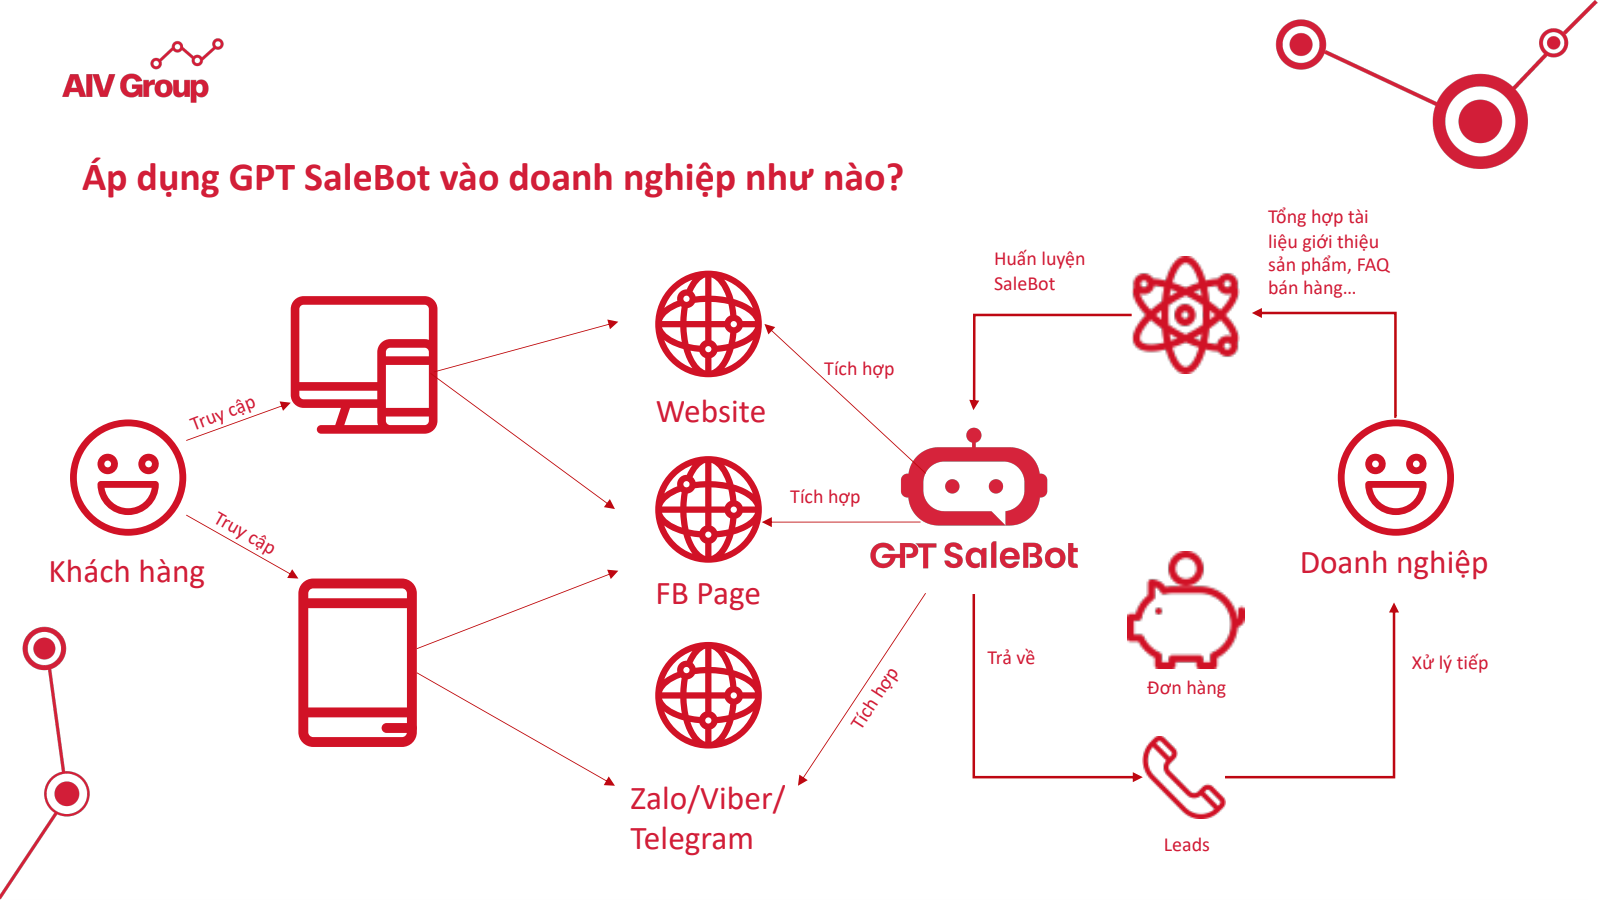 AIV Group
Áp dụng GPT SaleBot vào doanh nghiệp như nào?
Tổng hợp tài
liệu giới thiệu
sản phẩm, FAQ
bán hàng...
Huấn luyện
SaleBot
Truy cập
Tích hợp
Website
Khách hàng
Truy cập
Tích hợp
FB Page
GPT SaleBot
Doanh nghiệp
Trả về
Đơn hàng
Xử lý tiếp
Tích hợp
Zalo/Viber/
Telegram
Leads